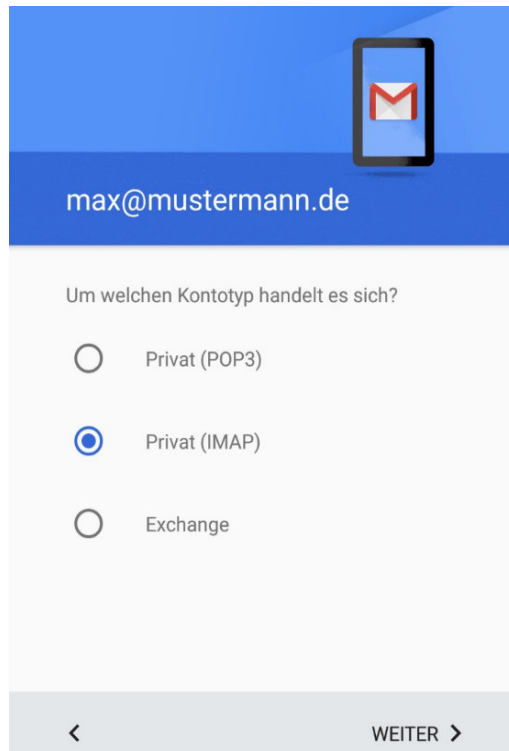 max@mustermann.de
Um welchen Kontotyp handelt es sich?
Privat (POP3)
Privat (IMAP)
Exchange
WEITER